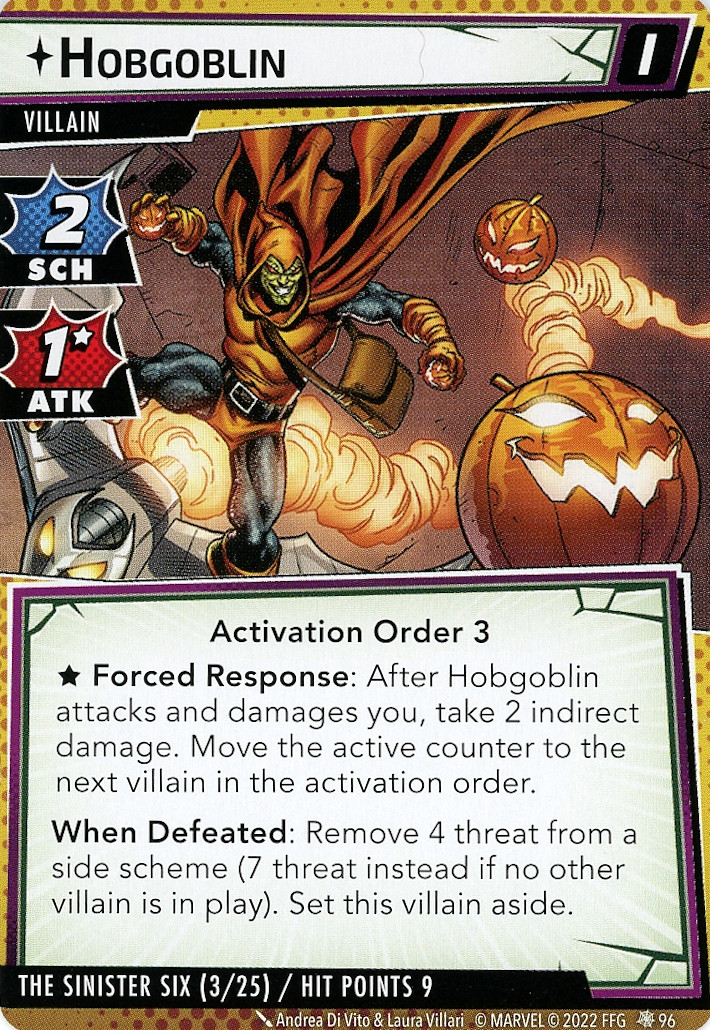 HOBGOBLIN
I
VILLAIN
2
SCH
1★
ATK
Activation Order 3
★ Forced Response: After Hobgoblin
attacks and damages you, take 2 indirect
damage. Move the active counter to the
next villain in the activation order.
When Defeated: Remove 4 threat from a
side scheme (7 threat instead if no other
villain is in play). Set this villain aside.
THE SINISTER SIX (3/25) / HIT POINTS 9
Andrea Di Vito & Laura Villari © MARVEL © 2022 FFG 96